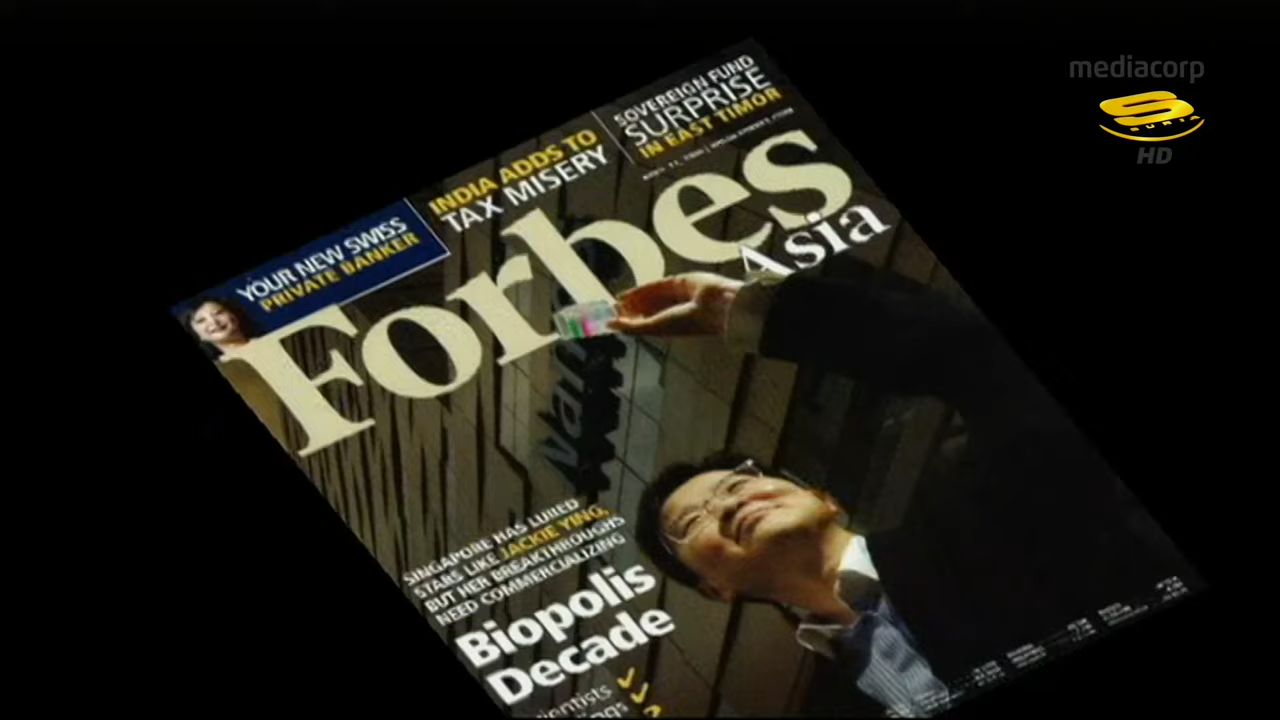 mediacorp
SURIA
HD
SOVEREIGN FUND
SURPRISE
IN EAST TIMOR
INDIA ADDS TO
TAX MISERY
YOUR NEW SWISS
PRIVATE BANKER
Forbes
Asia
SINGAPORE HAS LURED
STARS LIKE JACKIE YING,
BUT HER BREAKTHROUGHS
NEED COMMERCIALIZING
Biopolis
Decade